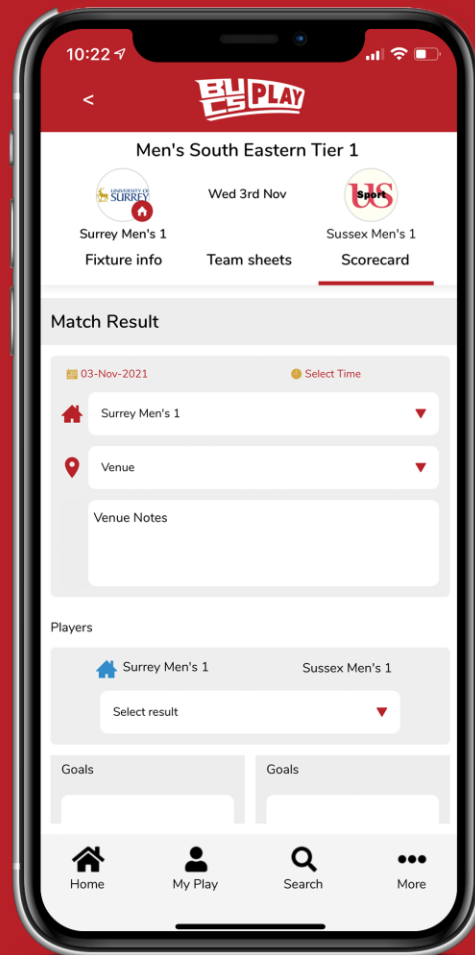 10:22
<
BUCS PLAY
Men's South Eastern Tier 1
UNIVERSITY OF
SURREY
Wed 3rd Nov
US
Sport
Surrey Men's 1
Sussex Men's 1
Fixture info
Team sheets
Scorecard
Match Result
03-Nov-2021
Select Time
Surrey Men's 1
Venue
Venue Notes
Players
Surrey Men's 1
Sussex Men's 1
Select result
Goals
Goals
Home
My Play
Search
More